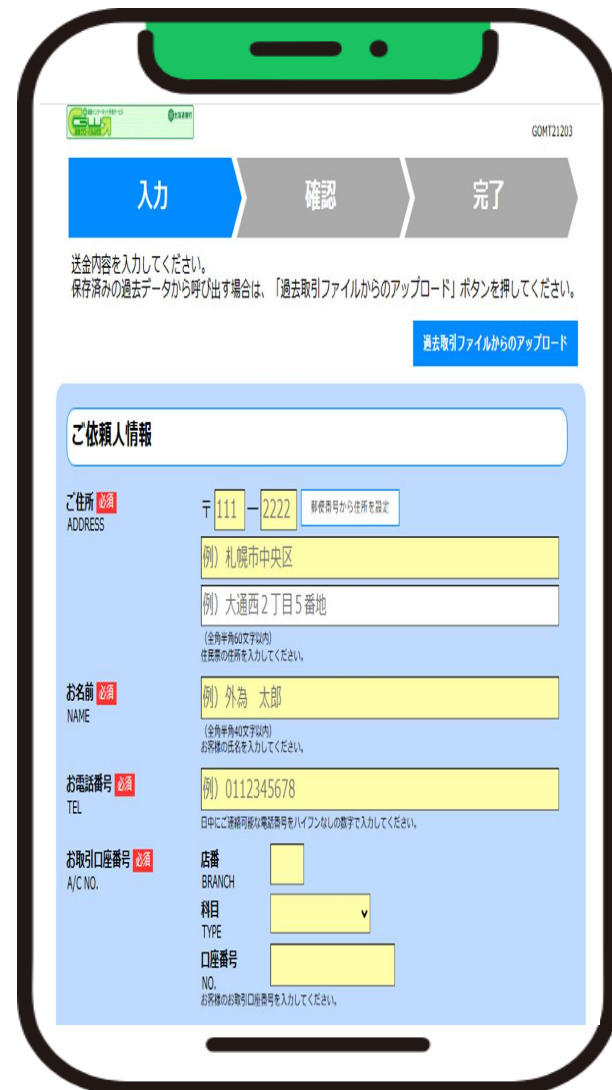 GOMT21203
入力
確認
完了
送金内容を入力してください。
保存済みの過去データから呼び出す場合は、「過去取引ファイルからのアップロード」ボタンを押してください。
過去取引ファイルからのアップロード
ご依頼人情報
ご住所 必須
ADDRESS
〒 111 ― 2222 郵便番号から住所を設定
例）札幌市中央区
例）大通西２丁目５番地
（全角半角60文字以内）
住民票の住所を入力してください。
お名前 必須
NAME
例）外為　太郎
（全角半角40文字以内）
お客様の氏名を入力してください。
お電話番号 必須
TEL
例）0112345678
日中にご連絡可能な電話番号をハイフンなしの数字で入力してください。
お取引口座番号 必須
A/C NO.
店番
BRANCH
科目
TYPE
口座番号
NO.
お客様のお取引口座番号を入力してください。